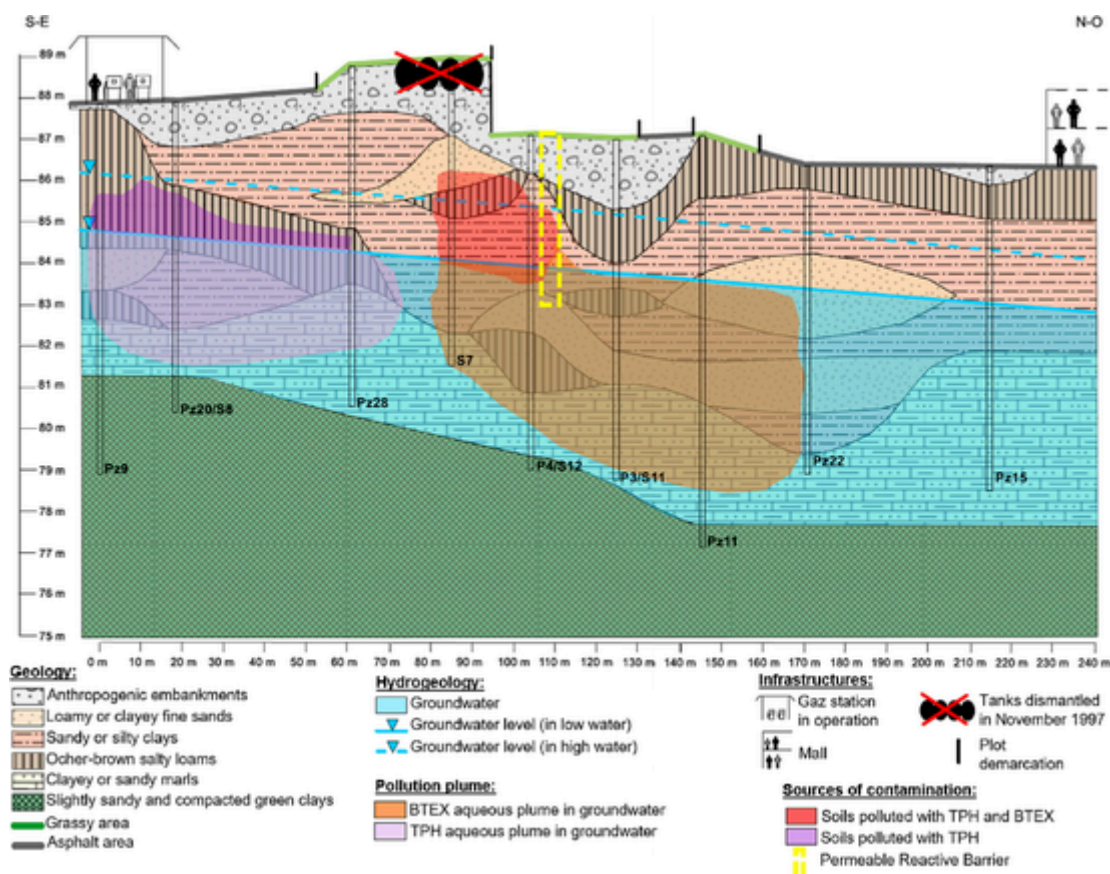 S-E
N-O
89 m
88 m
87 m
86 m
85 m
84 m
83 m
82 m
81 m
80 m
79 m
78 m
77 m
76 m
75 m
S7
Pz28
Pz20/S8
Pz9
P4/S12
P3/S11
Pz22
Pz15
Pz11
0 m 10 m 20 m 30 m 40 m 50 m 60 m 70 m 80 m 90 m 100 m 110 m 120 m 130 m 140 m 150 m 160 m 170 m 180 m 190 m 200 m 210 m 220 m 230 m 240 m
Geology:
Anthropogenic embankments
Loamy or clayey fine sands
Sandy or silty clays
Ocher-brown salty loams
Clayey or sandy marls
Slightly sandy and compacted green clays
Grassy area
Asphalt area
Hydrogeology:
Groundwater
Groundwater level (in low water)
Groundwater level (in high water)
Pollution plume:
BTEX aqueous plume in groundwater
TPH aqueous plume in groundwater
Infrastructures:
Gaz station
in operation
Tanks dismantled
in November 1997
Mall
Plot
demarcation
Sources of contamination:
Soils polluted with TPH and BTEX
Soils polluted with TPH
Permeable Reactive Barrier